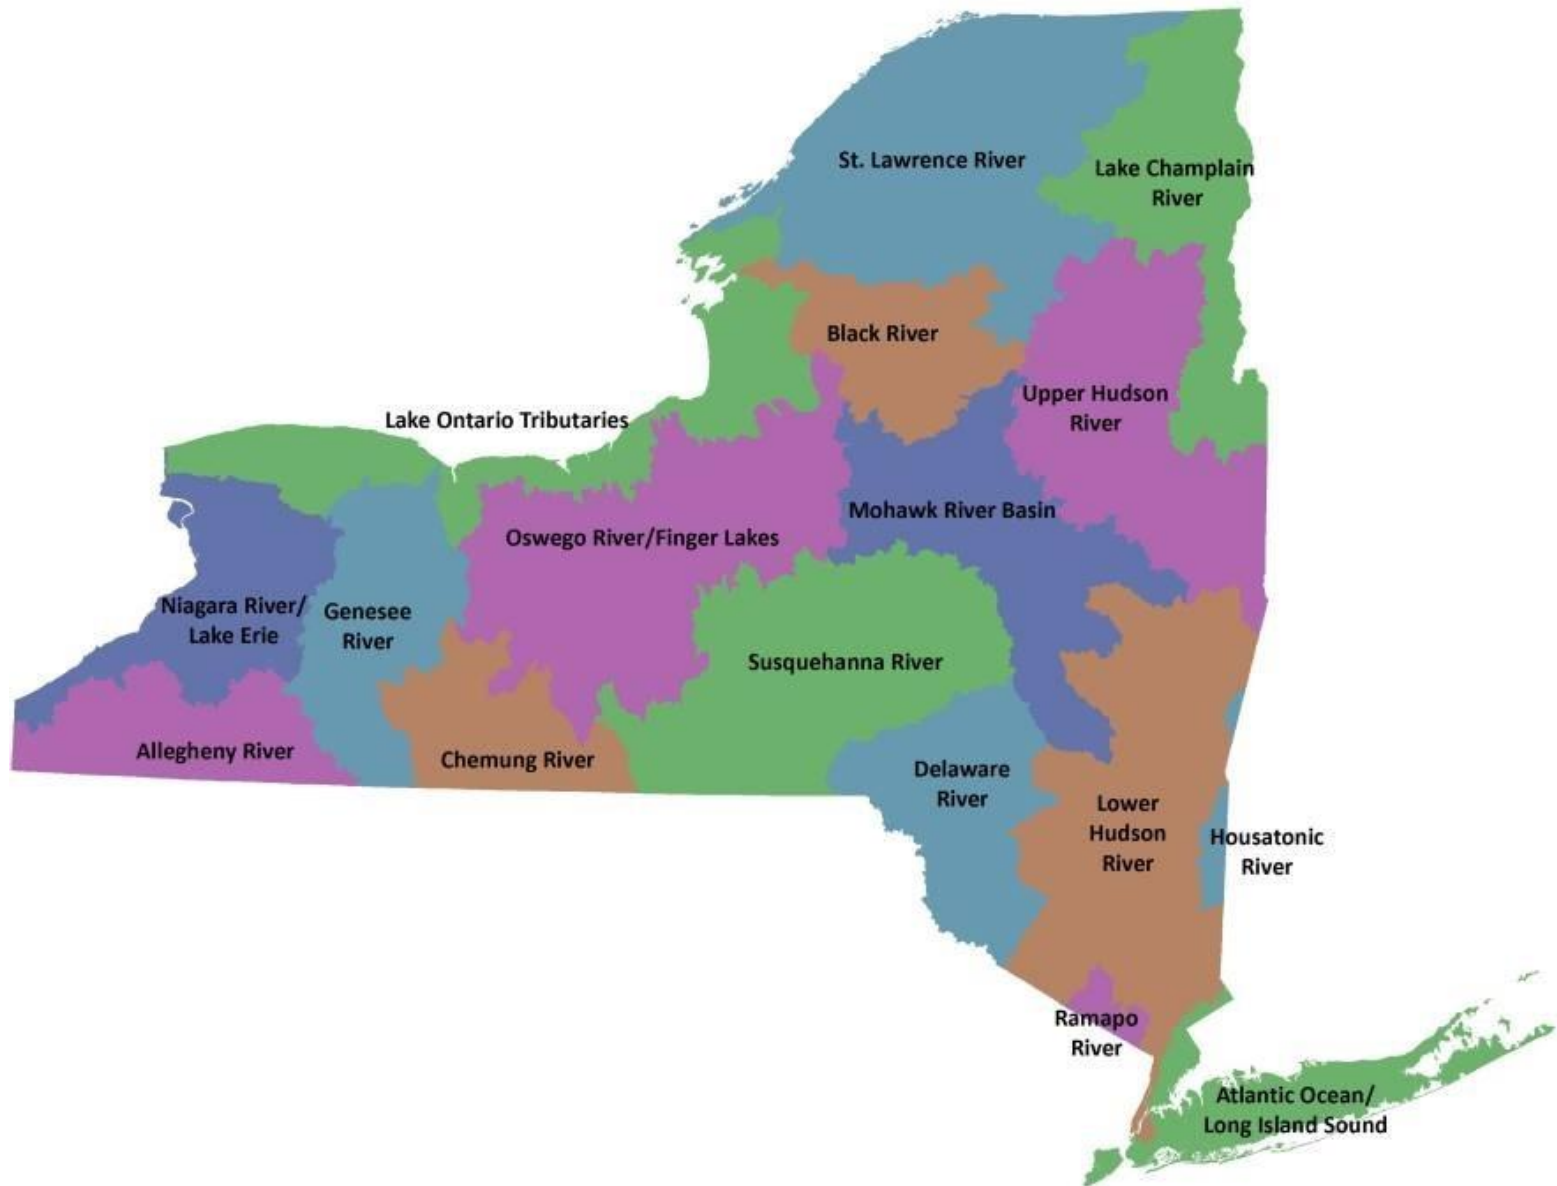 St. Lawrence River
Lake Champlain
River
Black River
Upper Hudson
River
Lake Ontario Tributaries
Mohawk River Basin
Oswego River/Finger Lakes
Niagara River/
Lake Erie
Genesee
River
Susquehanna River
Allegheny River
Chemung River
Delaware
River
Lower
Hudson
River
Housatonic
River
Ramapo
River
Atlantic Ocean/
Long Island Sound